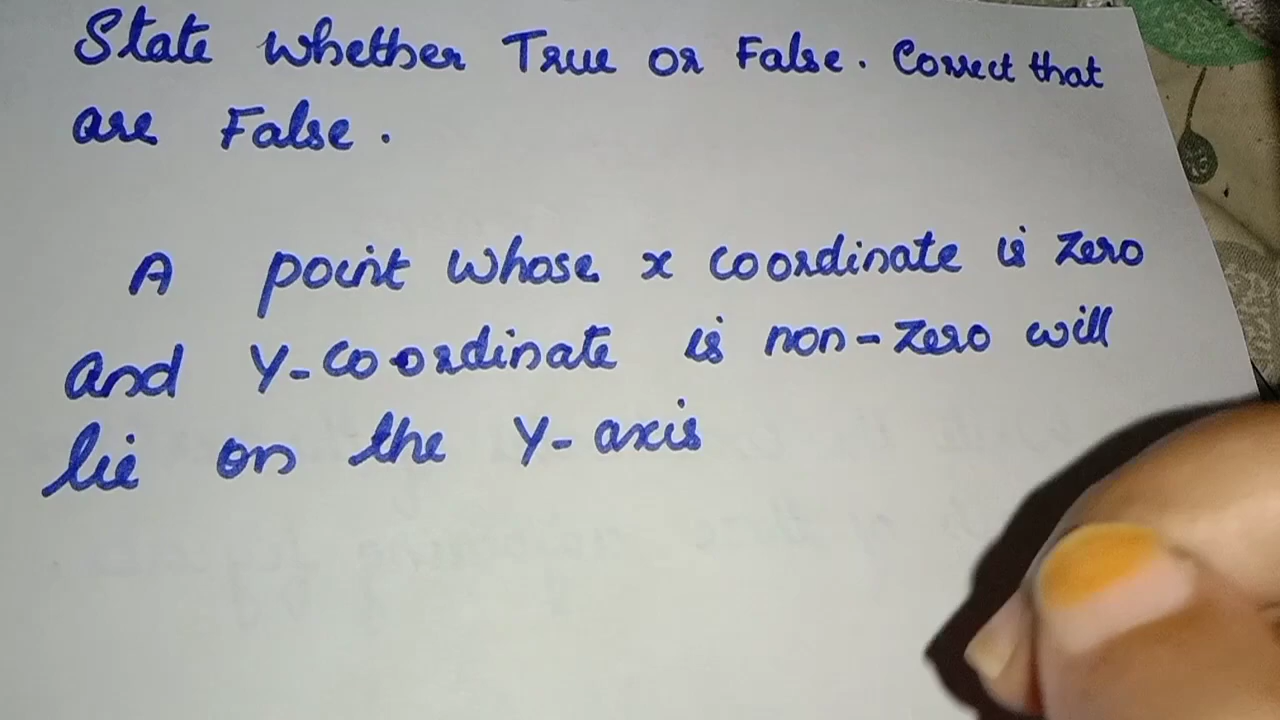 State whether True or False. Correct that
are False.
A point whose x coordinate is zero
and Y-coordinate is non-zero will
lie on the Y-axis